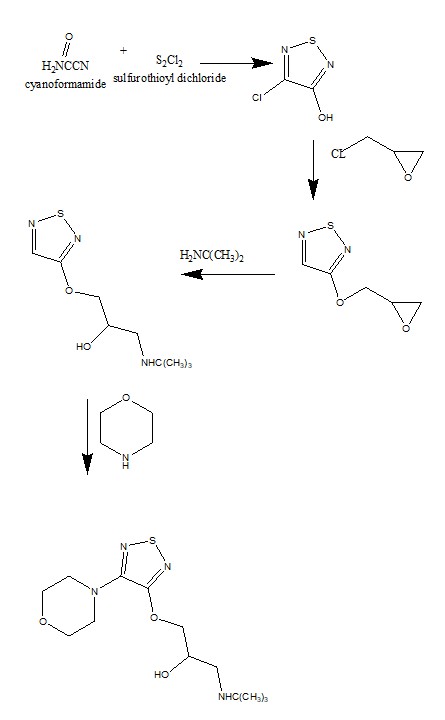 O
H₂NCCN
cyanoformamide
+
S₂Cl₂
sulfurothioyl dichloride
S
N
N
Cl
OH
CL
O
S
N
N
O
O
H₂NC(CH₃)₂
S
N
N
O
HO
NHC(CH₃)₃
O
N
H
S
N
N
N
O
O
HO
NHC(CH₃)₃